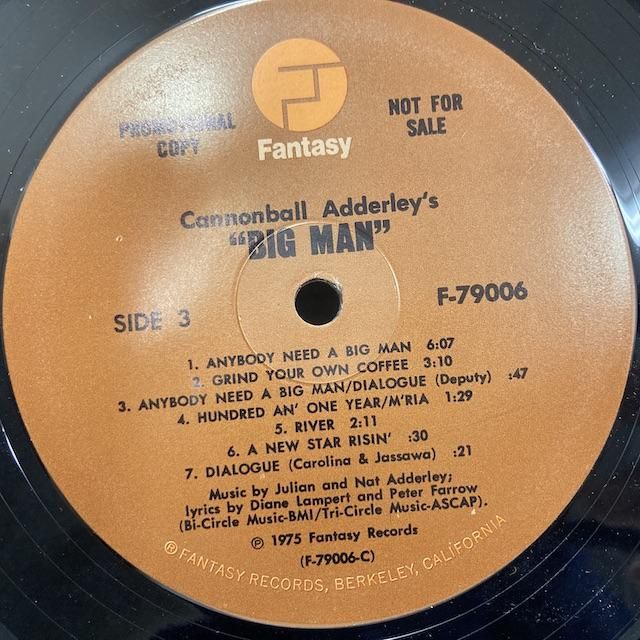 PROMOTIONAL
COPY
Fantasy
NOT FOR
SALE
Cannonball Adderley's
"BIG MAN"
SIDE 3
F-79006
1. ANYBODY NEED A BIG MAN 6:07
2. GRIND YOUR OWN COFFEE 3:10
3. ANYBODY NEED A BIG MAN/DIALOGUE (Deputy) :47
4. HUNDRED AN' ONE YEAR/M'RIA 1:29
5. RIVER 2:11
6. A NEW STAR RISIN' :30
7. DIALOGUE (Carolina & Jassawa) :21
Music by Julian and Nat Adderley;
lyrics by Diane Lampert and Peter Farrow
(Bi-Circle Music-BMI/Tri-Circle Music-ASCAP).
℗ 1975 Fantasy Records
(F-79006-C)
®FANTASY RECORDS, BERKELEY, CALIFORNIA